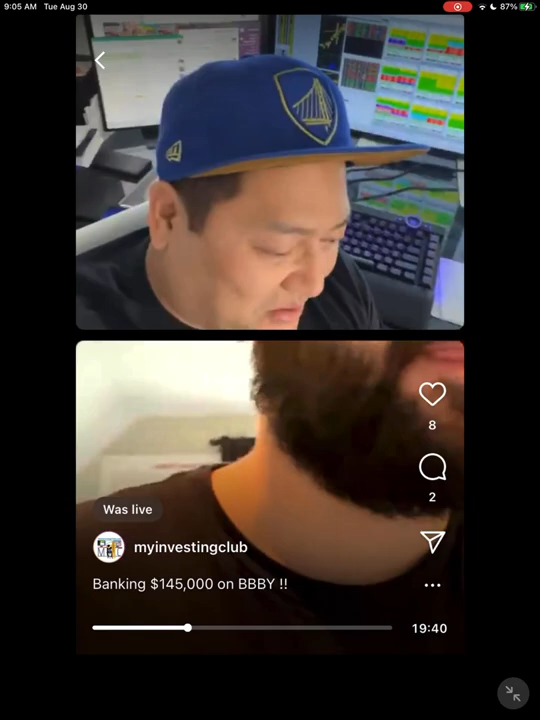 9:05 AM Tue Aug 30
87%
8
2
Was live
myinvestingclub
Banking $145,000 on BBBY !!
19:40